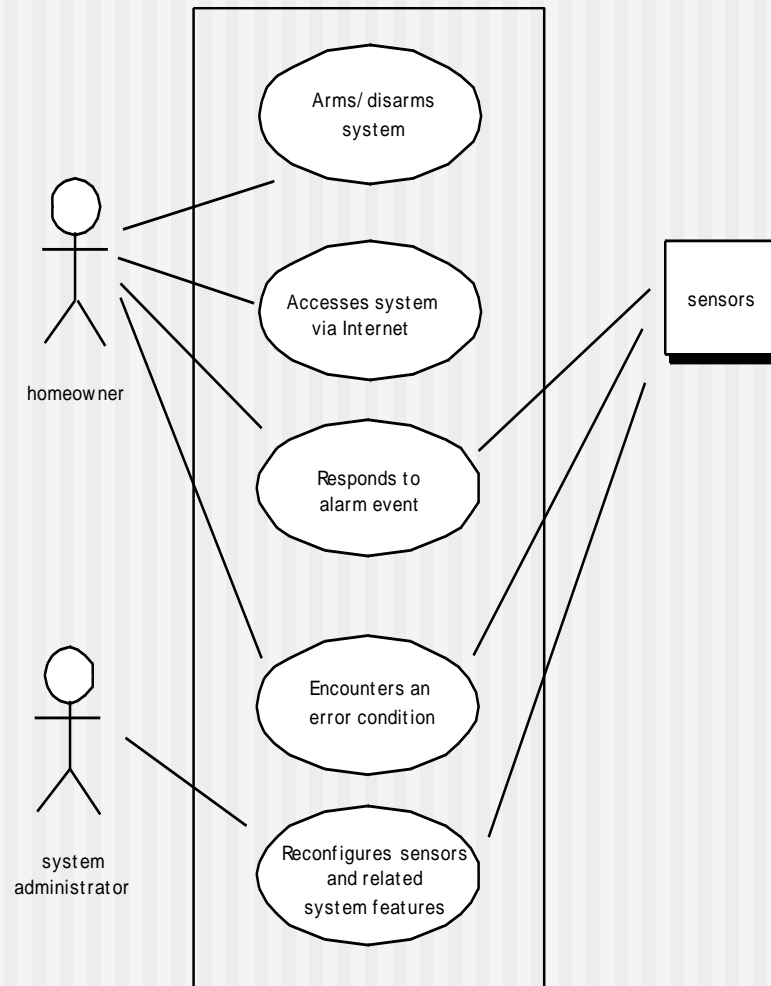 Arms/disarms
system
Accesses system
via Internet
sensors
homeowner
Responds to
alarm event
Encounters an
error condition
system
administrator
Reconfigures sensors
and related
system features